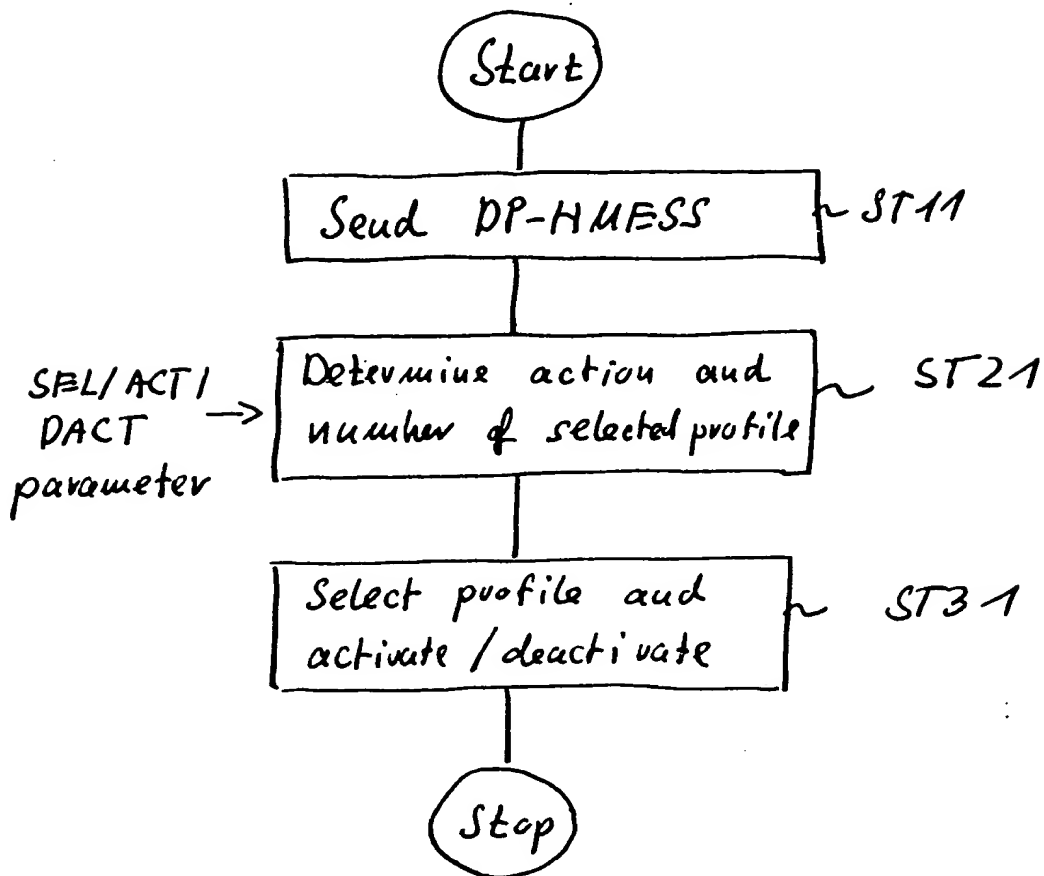 Start
Send DP-HMESS
ST11
SEL/ACT/
DACT
parameter
Determine action and
number of selected profile
ST21
Select profile and
activate/deactivate
ST31
Stop